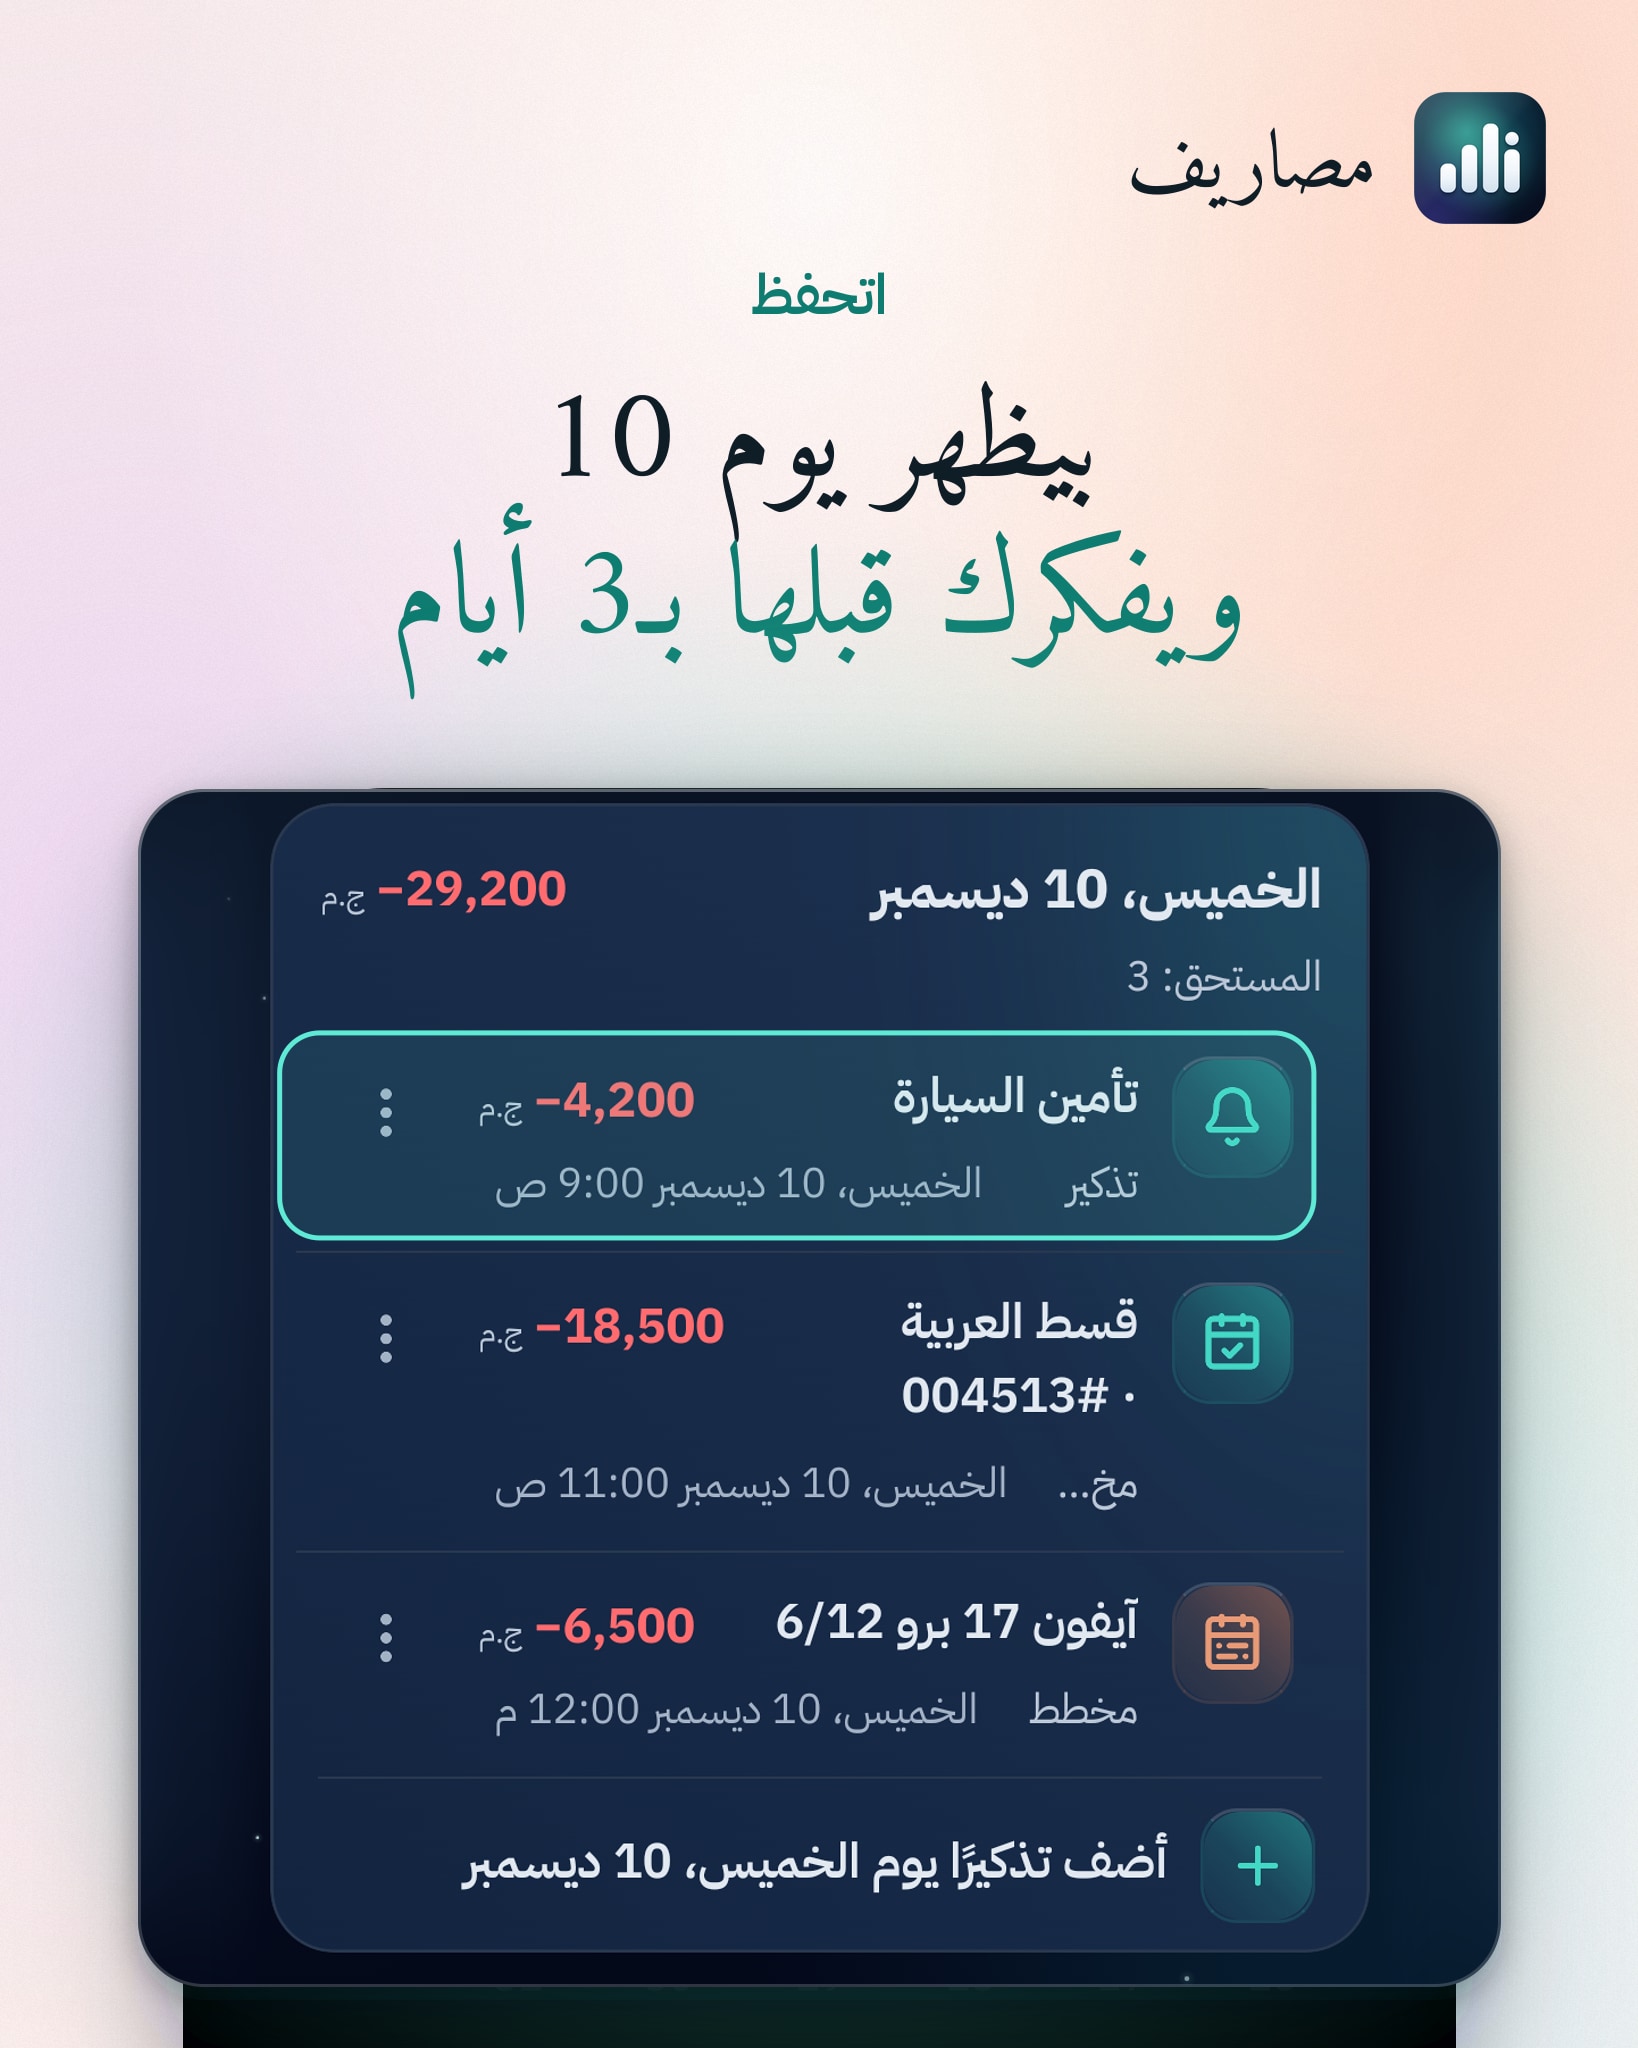 مصاريف
اتحفظ
بيظهر يوم 10
ويفكرك قبلها بـ3 أيام
الخميس، 10 ديسمبر −29,200 ج.م
المستحق: 3
تأمين السيارة −4,200 ج.م
تذكير الخميس، 10 ديسمبر 9:00 ص
قسط العربية −18,500 ج.م
· #004513
مخ... الخميس، 10 ديسمبر 11:00 ص
آيفون 17 برو 6/12 −6,500 ج.م
مخطط الخميس، 10 ديسمبر 12:00 م
أضف تذكيرًا يوم الخميس، 10 ديسمبر